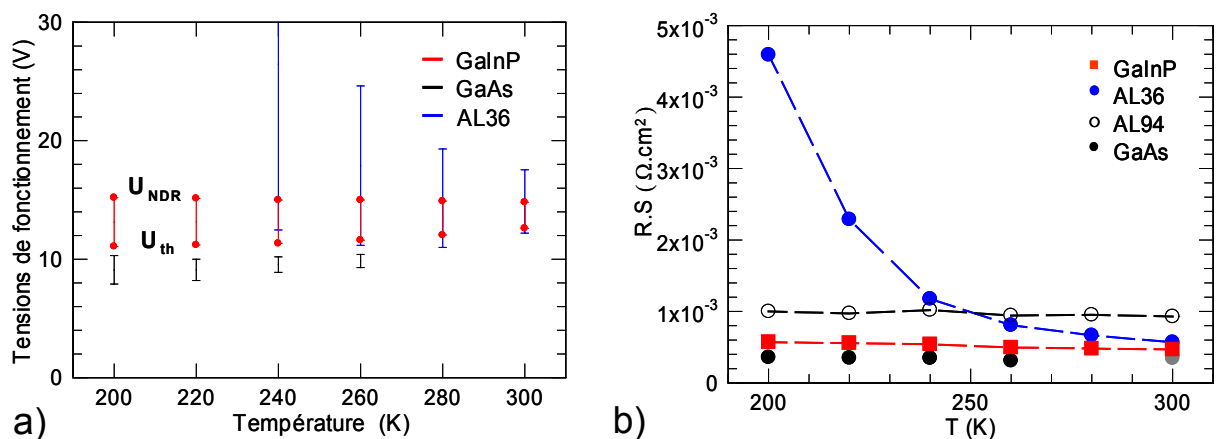 30
20
10
0
Tensions de fonctionnement (V)
GaInP
GaAs
AL36
U NDR
U th
200 220 240 260 280 300
Température (K)
a)
5x10⁻³
4x10⁻³
3x10⁻³
2x10⁻³
1x10⁻³
0
R.S ( Ω.cm²)
GaInP
AL36
AL94
GaAs
200 250 300
T (K)
b)